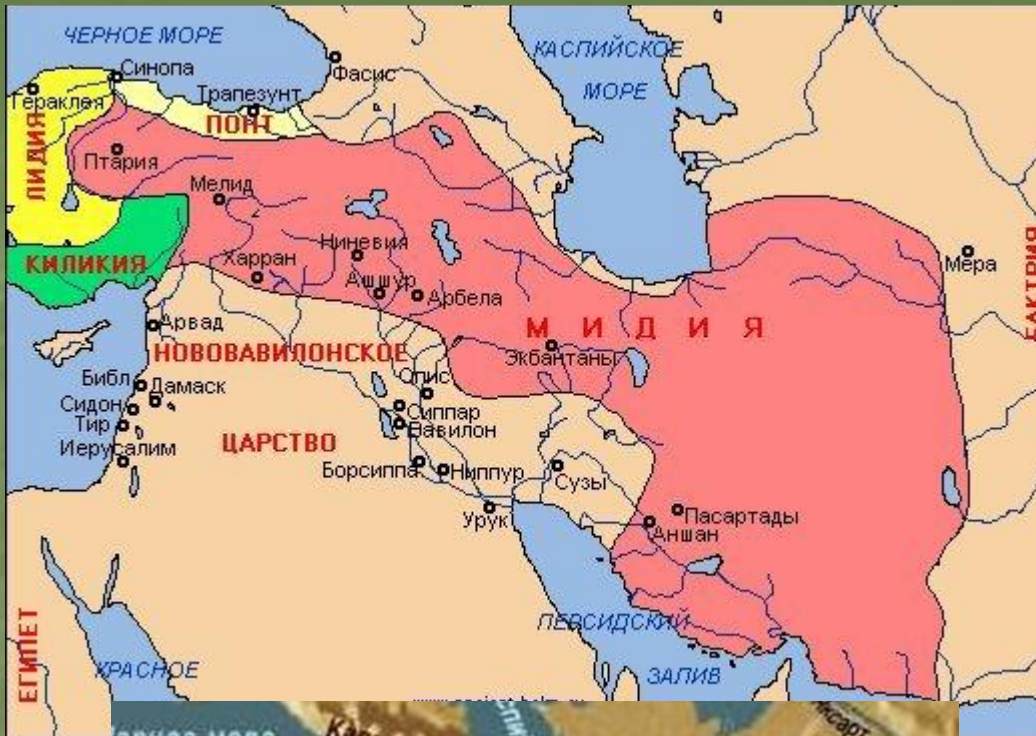 ЧЕРНОЕ МОРЕ
КАСПИЙСКОЕ
МОРЕ
Синопа
Фасис
Гераклея
Трапезунт
ПОНТ
ЛИДИЯ
Птария
Мелид
КИЛИКИЯ
Харран
Ниневия
Ашшур
Арбела
Мера
БАКТРИЯ
М И Д И Я
Экбантаны
Арвад
НОВОВАВИЛОНСКОЕ
ЦАРСТВО
Библ
Дамаск
Сидон
Тир
Иерусалим
Опис
Сиппар
Вавилон
Борсиппа
Ниппур
Сузы
Урук
Пасартады
Аншан
ЕГИПЕТ
КРАСНОЕ
ПЕРСИДСКИЙ
ЗАЛИВ